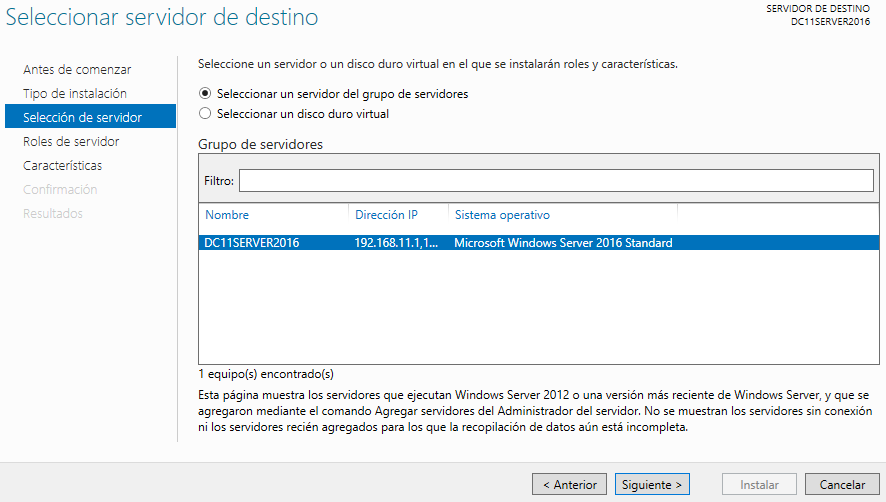 Seleccionar servidor de destino
SERVIDOR DE DESTINO
DC11SERVER2016
Antes de comenzar
Tipo de instalación
Selección de servidor
Roles de servidor
Características
Confirmación
Resultados
Seleccione un servidor o un disco duro virtual en el que se instalarán roles y características.
Seleccionar un servidor del grupo de servidores
Seleccionar un disco duro virtual
Grupo de servidores
Filtro:
Nombre Dirección IP Sistema operativo
DC11SERVER2016 192.168.11.1,1... Microsoft Windows Server 2016 Standard
1 equipo(s) encontrado(s)
Esta página muestra los servidores que ejecutan Windows Server 2012 o una versión más reciente de Windows Server, y que se
agregaron mediante el comando Agregar servidores del Administrador del servidor. No se muestran los servidores sin conexión
ni los servidores recién agregados para los que la recopilación de datos aún está incompleta.
< Anterior Siguiente > Instalar Cancelar